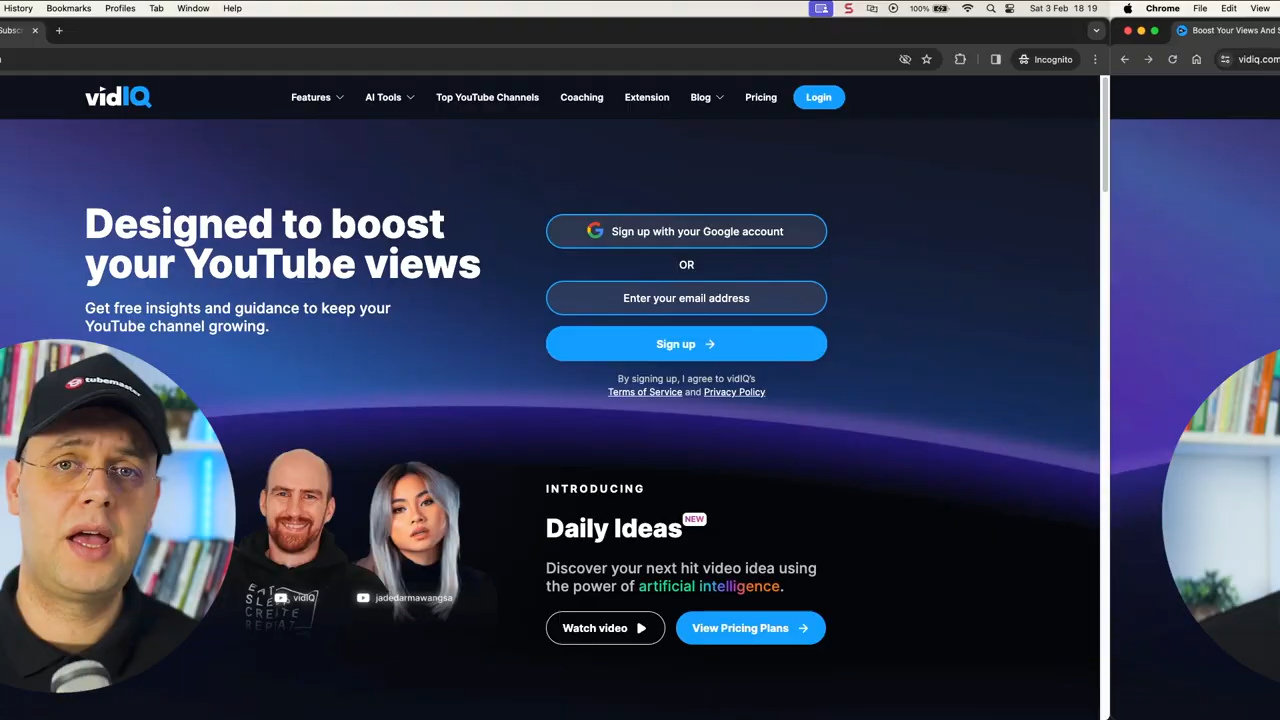 History Bookmarks Profiles Tab Window Help
100% Sat 3 Feb 18 19
Chrome File Edit View
Subsc
Boost Your Views And S
Incognito
vidiq.com
vidIQ
Features AI Tools Top YouTube Channels Coaching Extension Blog Pricing Login
Designed to boost
your YouTube views
Get free insights and guidance to keep your
YouTube channel growing.
Sign up with your Google account
OR
Enter your email address
Sign up
By signing up, I agree to vidIQ's
Terms of Service and Privacy Policy
tubemaster
EAT
SLEEP
CREATE
REPEAT
vidIQ
jadedarmawangsa
INTRODUCING
Daily Ideas NEW
Discover your next hit video idea using
the power of artificial intelligence.
Watch video
View Pricing Plans